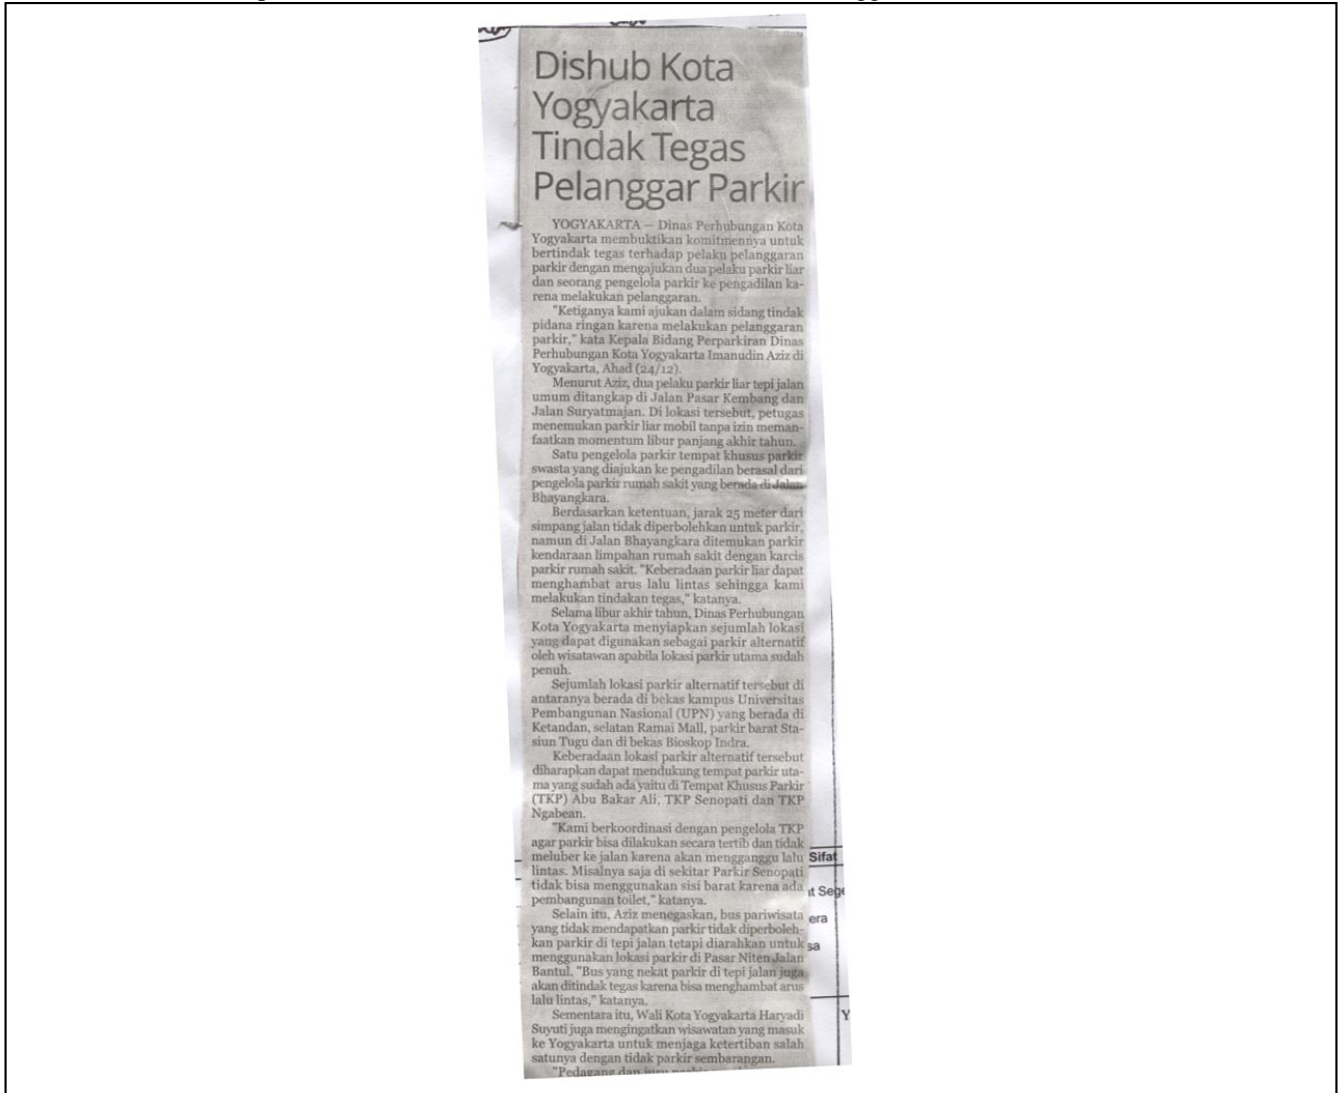 Dishub Kota
Yogyakarta
Tindak Tegas
Pelanggar Parkir
YOGYAKARTA – Dinas Perhubungan Kota
Yogyakarta membuktikan komitmennya untuk
bertindak tegas terhadap pelaku pelanggaran
parkir dengan mengajukan dua pelaku parkir liar
dan seorang pengelola parkir ke pengadilan ka-
rena melakukan pelanggaran.
"Ketiganya kami ajukan dalam sidang tindak
pidana ringan karena melakukan pelanggaran
parkir," kata Kepala Bidang Perparkiran Dinas
Perhubungan Kota Yogyakarta Imanudin Aziz di
Yogyakarta, Ahad (24/12).
Menurut Aziz, dua pelaku parkir liar tepi jalan
umum ditangkap di Jalan Pasar Kembang dan
Jalan Suryatmajan. Di lokasi tersebut, petugas
menemukan parkir liar mobil tanpa izin meman-
faatkan momentum libur panjang akhir tahun.
Satu pengelola parkir tempat khusus parkir
swasta yang diajukan ke pengadilan berasal dari
pengelola parkir rumah sakit yang berada di Jalan
Bhayangkara.
Berdasarkan ketentuan, jarak 25 meter dari
simpang jalan tidak diperbolehkan untuk parkir,
namun di Jalan Bhayangkara ditemukan parkir
kendaraan limpahan rumah sakit dengan karcis
parkir rumah sakit. "Keberadaan parkir liar dapat
menghambat arus lalu lintas sehingga kami
melakukan tindakan tegas," katanya.
Selama libur akhir tahun, Dinas Perhubungan
Kota Yogyakarta menyiapkan sejumlah lokasi
yang dapat digunakan sebagai parkir alternatif
oleh wisatawan apabila lokasi parkir utama sudah
penuh.
Sejumlah lokasi parkir alternatif tersebut di
antaranya berada di bekas kampus Universitas
Pembangunan Nasional (UPN) yang berada di
Ketandan, selatan Ramai Mall, parkir barat Sta-
siun Tugu dan di bekas Bioskop Indra.
Keberadaan lokasi parkir alternatif tersebut
diharapkan dapat mendukung tempat parkir uta-
ma yang sudah ada yaitu di Tempat Khusus Parkir
(TKP) Abu Bakar Ali, TKP Senopati dan TKP
Ngabean.
"Kami berkoordinasi dengan pengelola TKP
agar parkir bisa dilakukan secara tertib dan tidak
meluber ke jalan karena akan mengganggu lalu
lintas. Misalnya saja di sekitar Parkir Senopati
tidak bisa menggunakan sisi barat karena ada
pembangunan toilet," katanya.
Selain itu, Aziz menegaskan, bus pariwisata
yang tidak mendapatkan parkir tidak diperboleh-
kan parkir di tepi jalan tetapi diarahkan untuk
menggunakan lokasi parkir di Pasar Niten Jalan
Bantul. "Bus yang nekat parkir di tepi jalan juga
akan ditindak tegas karena bisa menghambat arus
lalu lintas," katanya.
Sementara itu, Wali Kota Yogyakarta Haryadi
Suyuti juga mengingatkan wisawatan yang masuk
ke Yogyakarta untuk menjaga ketertiban salah
satunya dengan tidak parkir sembarangan.
"Pedagang dan
Sifat
era
sa
Y